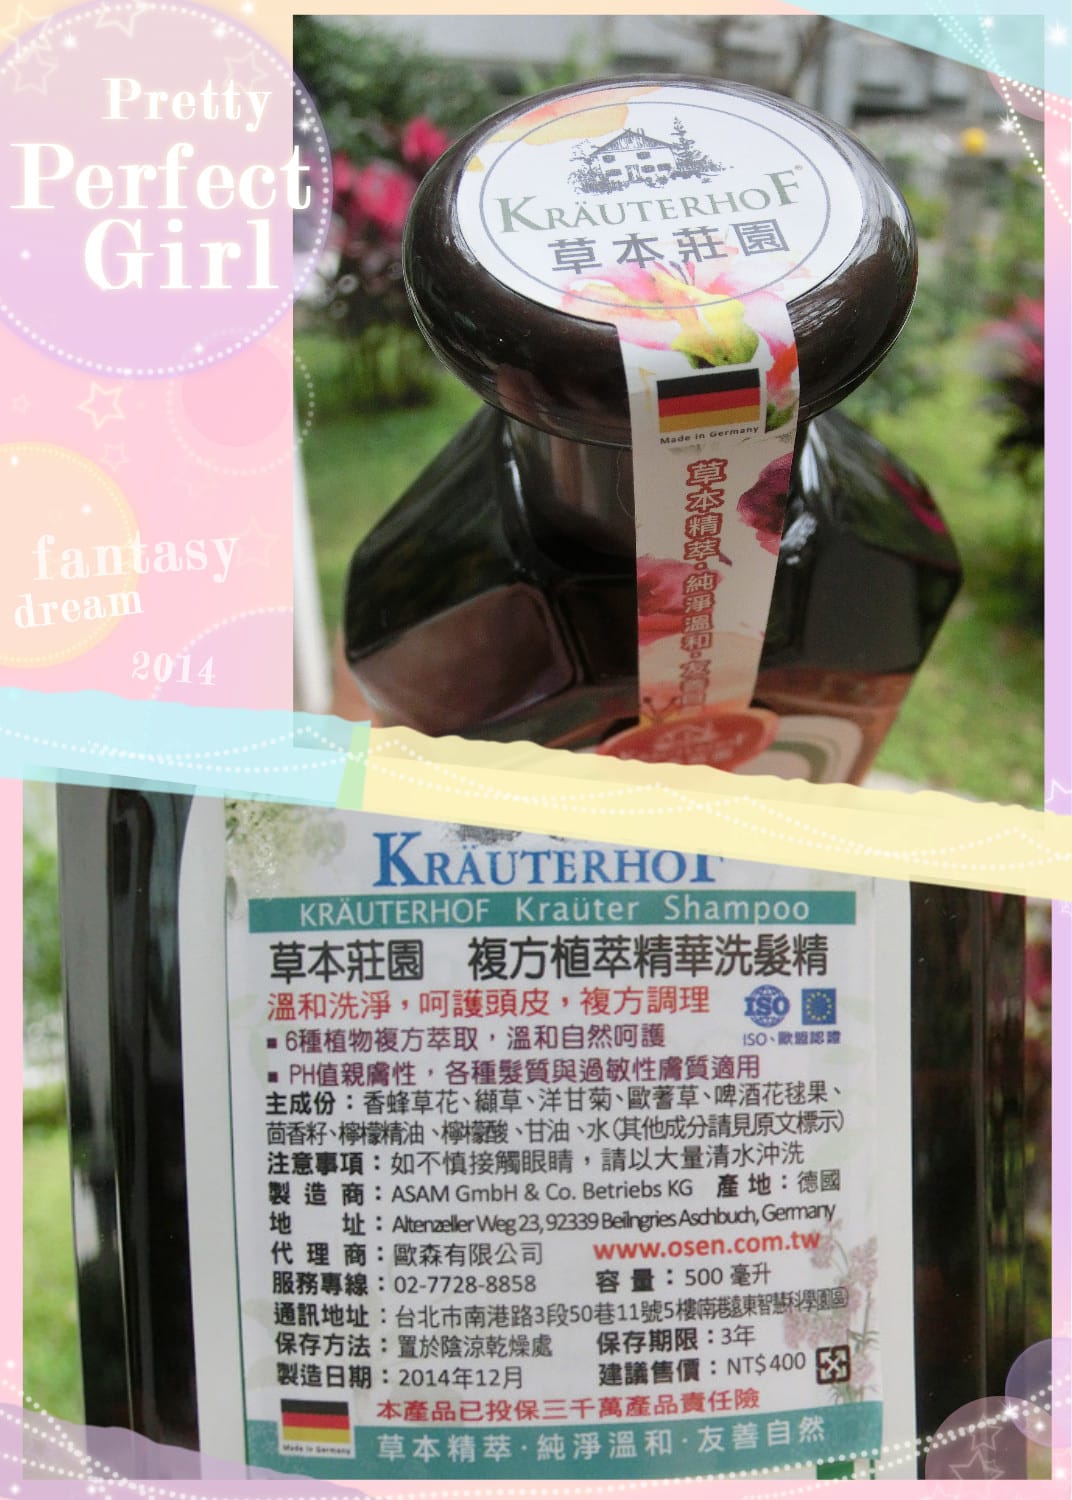 Pretty
Perfect
Girl
fantasy
dream
2014
KRÄUTERHOF
草本莊園
Made in Germany
草本精萃·純淨溫和·友善
KRÄUTERHOF
KRÄUTERHOF Kraüter Shampoo
草本莊園 複方植萃精華洗髮精
溫和洗淨，呵護頭皮，複方調理
ISO
▪ 6種植物複方萃取，溫和自然呵護
ISO、歐盟認證
▪ PH值親膚性，各種髮質與過敏性膚質適用
主成份：香蜂草花、纈草、洋甘菊、歐蓍草、啤酒花毬果、
茴香籽、檸檬精油、檸檬酸、甘油、水(其他成分請見原文標示)
注意事項：如不慎接觸眼睛，請以大量清水沖洗
製造商：ASAM GmbH & Co. Betriebs KG 產地：德國
地址：Altenzeller Weg 23, 92339 Beilngries Aschbuch, Germany
代理商：歐森有限公司 www.osen.com.tw
服務專線：02-7728-8858 容量：500 毫升
通訊地址：台北市南港路3段50巷11號5樓南港遠東智慧科學園區
保存方法：置於陰涼乾燥處 保存期限：3年
製造日期：2014年12月 建議售價：NT$400
本產品已投保三千萬產品責任險
Made in Germany
草本精萃·純淨溫和·友善自然